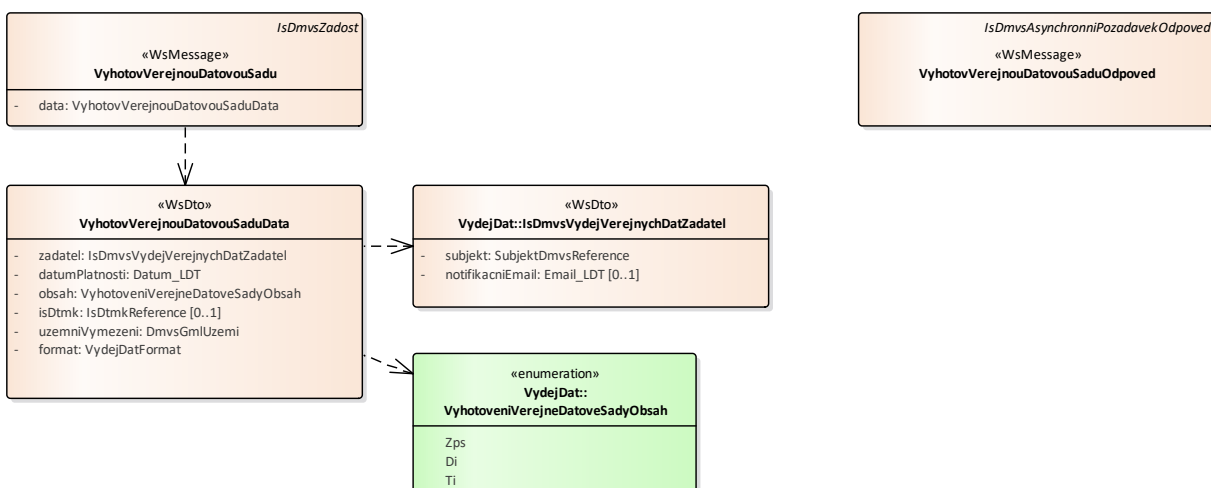 IsDmvsZadost
«WsMessage»
VyhotovVerejnouDatovouSadu
- data: VyhotovVerejnouDatovouSaduData
IsDmvsAsynchronniPozadavekOdpoved
«WsMessage»
VyhotovVerejnouDatovouSaduOdpoved
«WsDto»
VyhotovVerejnouDatovouSaduData
- zadatel: IsDmvsVydejVerejnychDatZadatel
- datumPlatnosti: Datum_LDT
- obsah: VyhotoveniVerejneDatoveSadyObsah
- isDtmk: IsDtmkReference [0..1]
- uzemniVymezeni: DmvsGmlUzemi
- format: VydejDatFormat
«WsDto»
VydejDat::IsDmvsVydejVerejnychDatZadatel
- subjekt: SubjektDmvsReference
- notifikacniEmail: Email_LDT [0..1]
«enumeration»
VydejDat::
VyhotoveniVerejneDatoveSadyObsah
Zps
Di
Ti